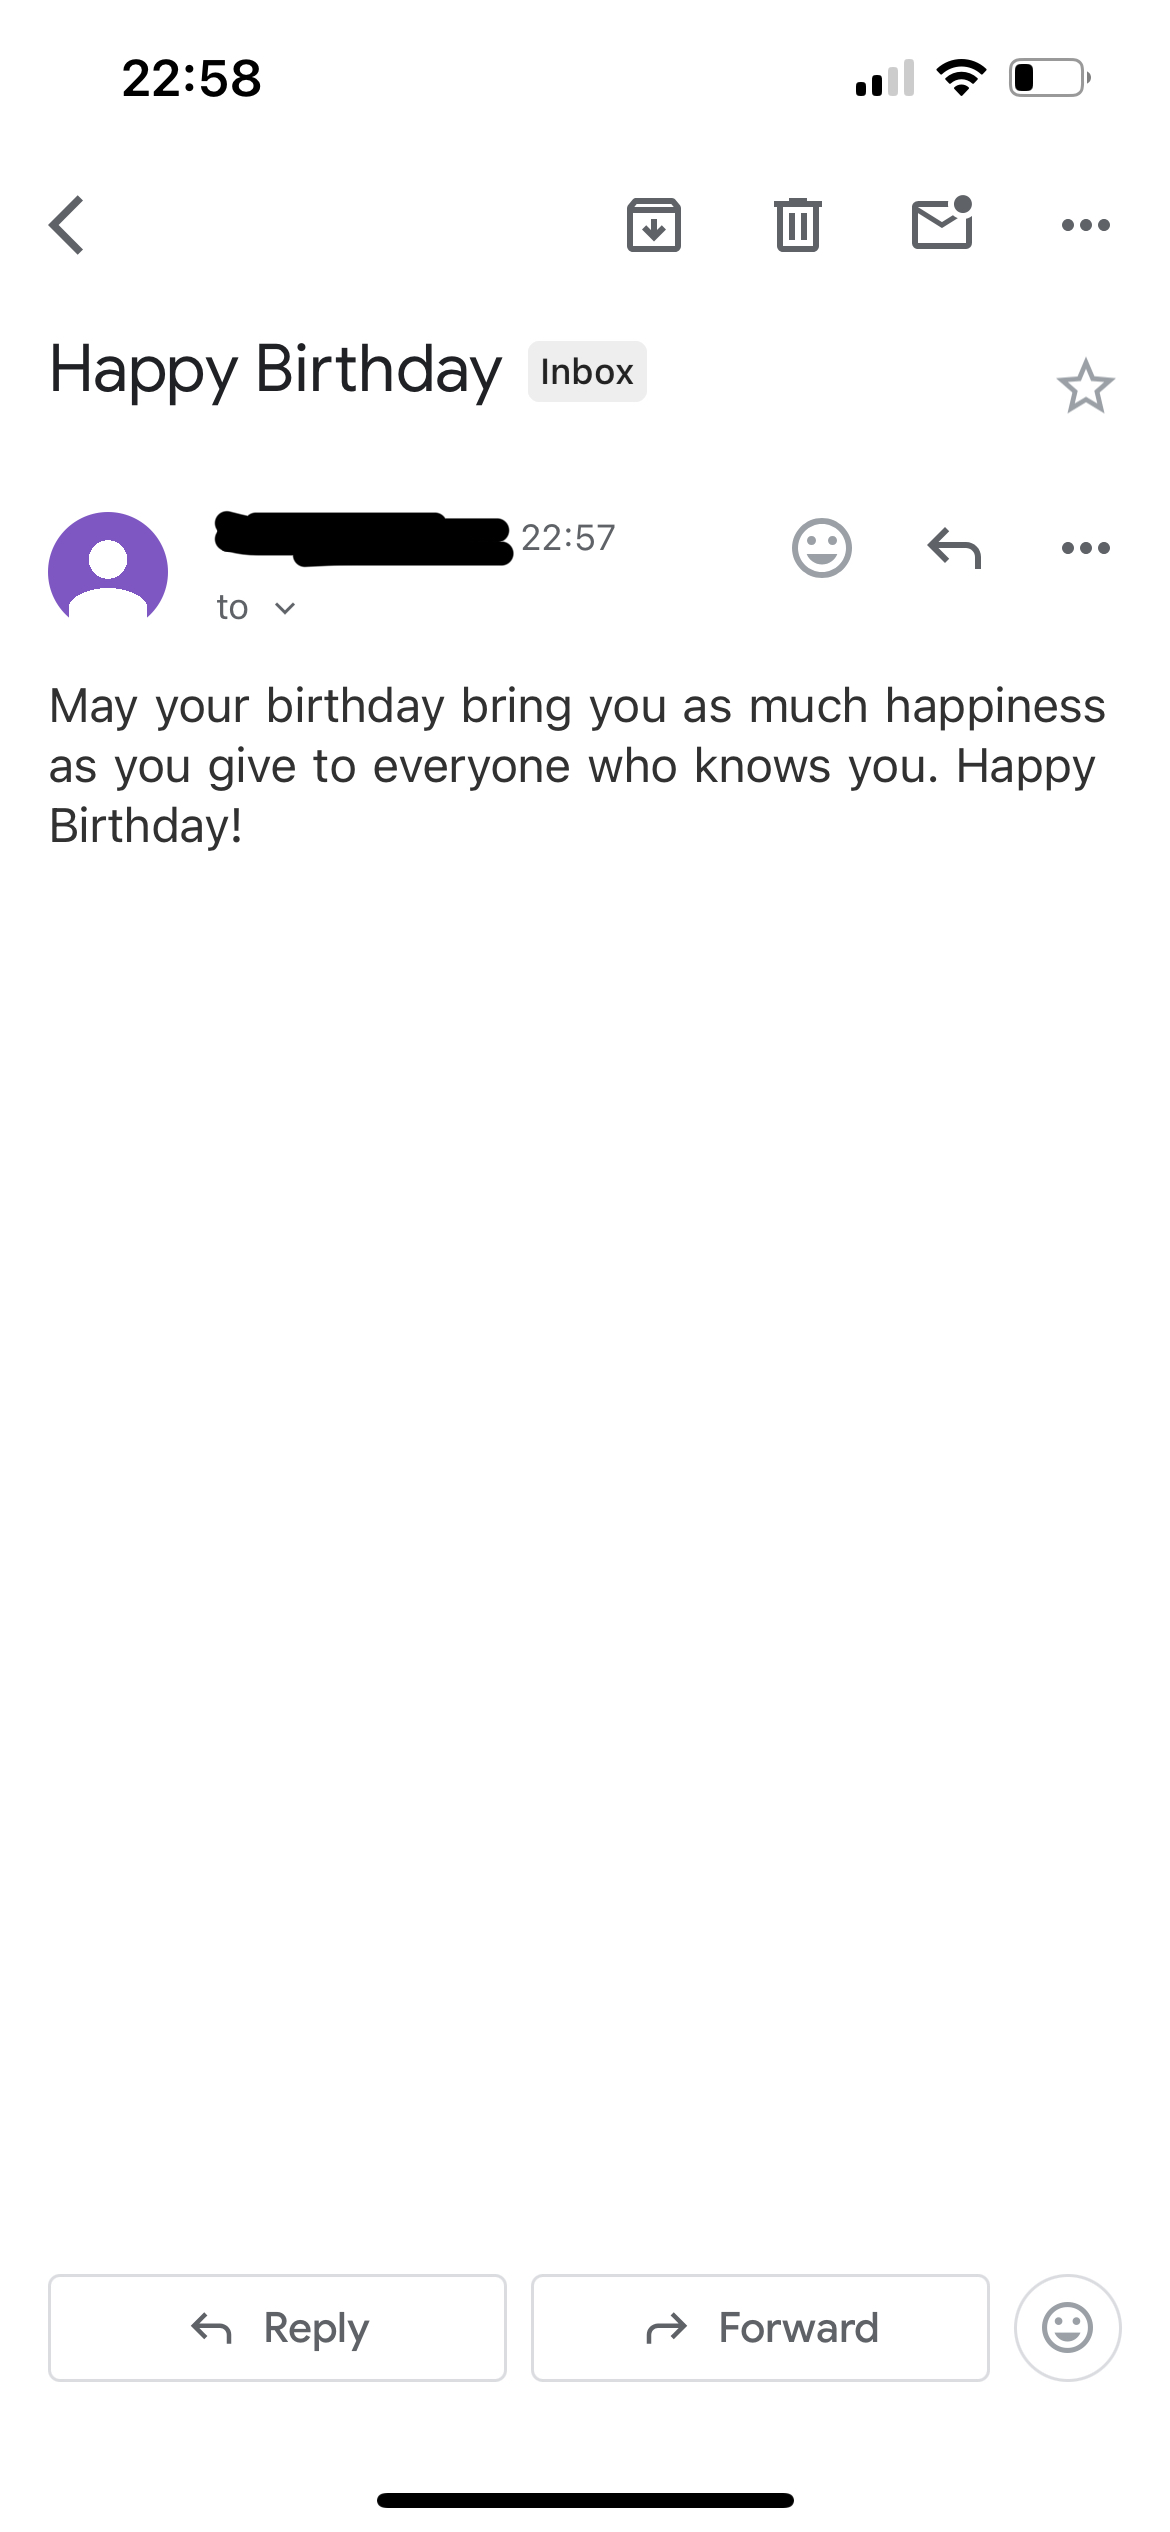 22:58
Happy Birthday Inbox
22:57
to
May your birthday bring you as much happiness
as you give to everyone who knows you. Happy
Birthday!
Reply Forward